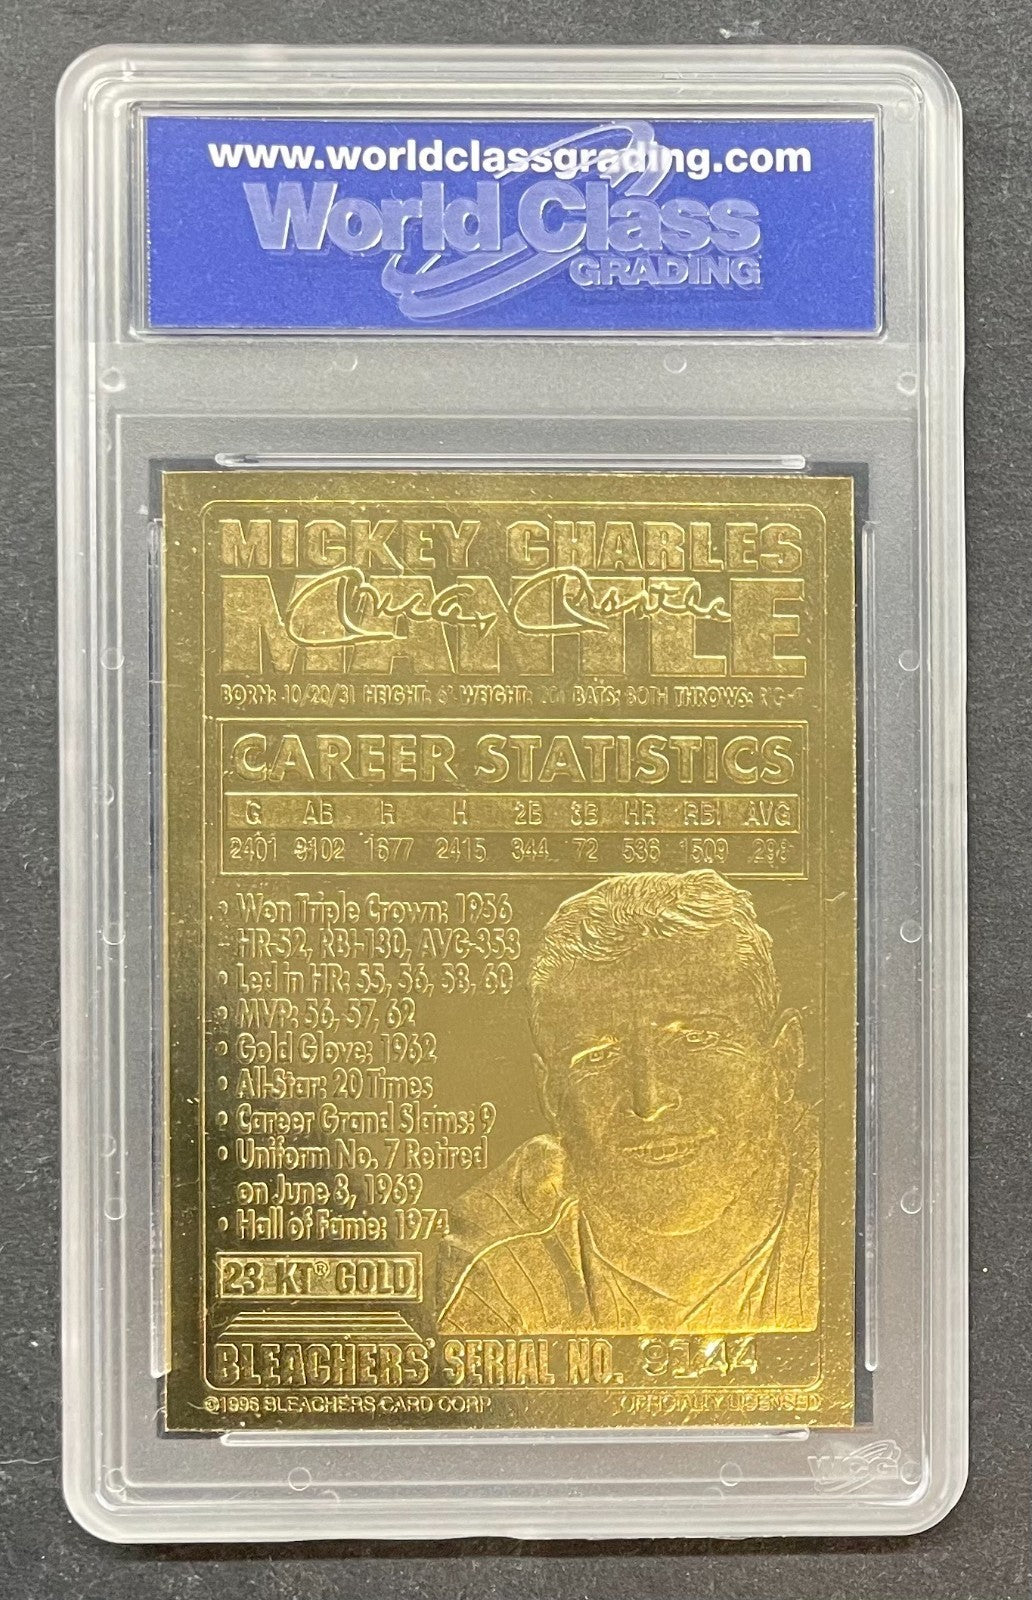 www.worldclassgrading.com
World Class
GRADING
MICKEY CHARLES
MANTLE
BORN: 10/20/31 HEIGHT: WEIGHT: BATS: BOTH THROWS: RIGHT
CAREER STATISTICS
G AB R H 2B 3B HR RBI AVG
2401 8102 1677 2415 344 72 536 1509 .298
• Won Triple Crown: 1956
- HR-52, RBI-130, AVG-353
• Led in HR: 55, 56, 58, 60
• MVP: 56, 57, 62
• Gold Glove: 1962
• All-Star: 20 Times
• Career Grand Slams: 9
• Uniform No. 7 Retired
on June 8, 1969
• Hall of Fame: 1974
23 KT® GOLD
BLEACHERS' SERIAL NO. 9144
©1996 BLEACHERS CARD CORP. OFFICIALLY LICENSED
WCG